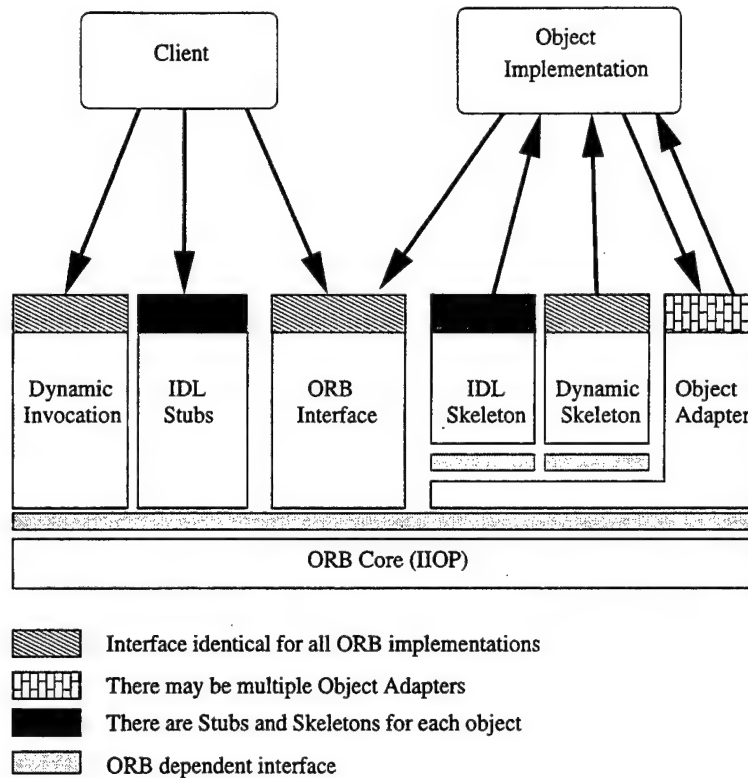 Client
Object
Implementation
Dynamic
Invocation
IDL
Stubs
ORB
Interface
IDL
Skeleton
Dynamic
Skeleton
Object
Adapter
ORB Core (IIOP)
Interface identical for all ORB implementations
There may be multiple Object Adapters
There are Stubs and Skeletons for each object
ORB dependent interface